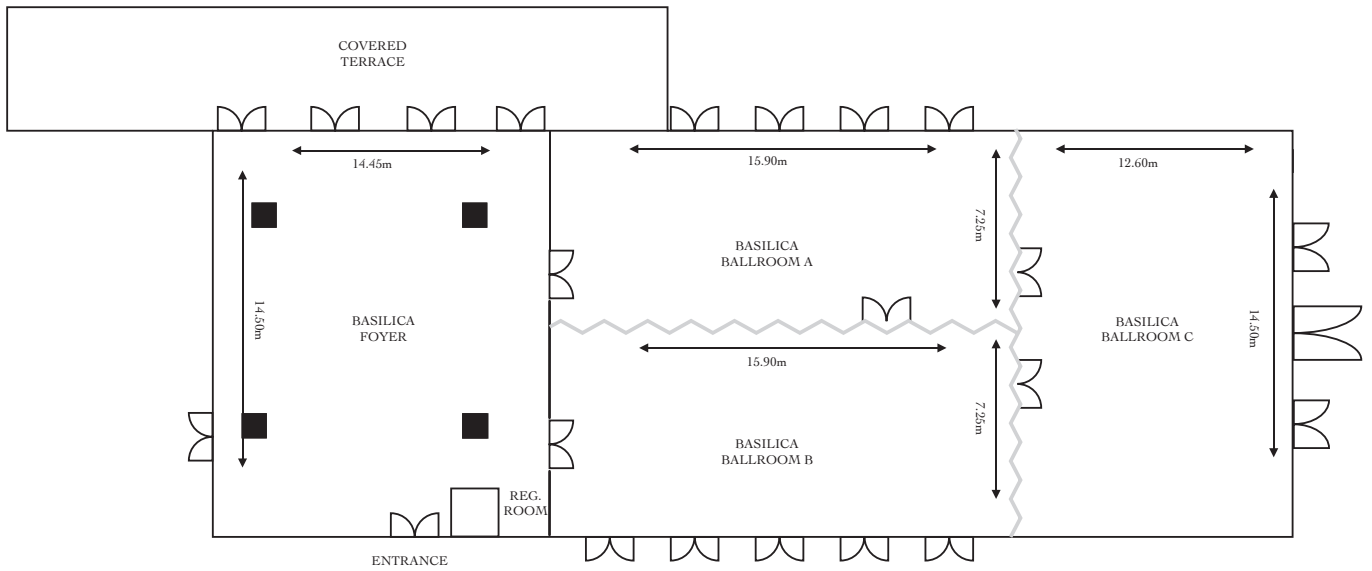 COVERED
TERRACE
14.45m
15.90m
12.60m
7.25m
BASILICA
BALLROOM A
14.50m
BASILICA
FOYER
BASILICA
BALLROOM C
14.50m
15.90m
7.25m
BASILICA
BALLROOM B
REG.
ROOM
ENTRANCE